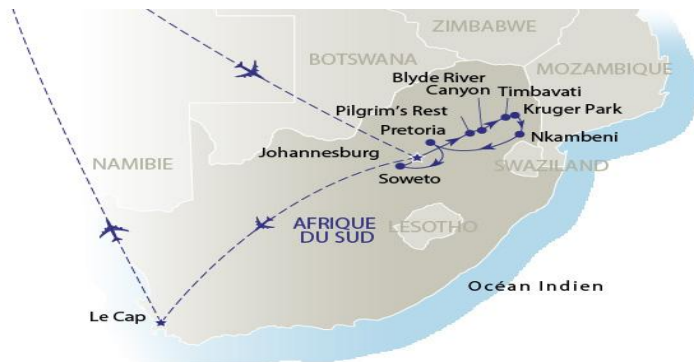 ZIMBABWE
BOTSWANA
MOZAMBIQUE
Blyde River
Canyon
Timbavati
Kruger Park
Pilgrim's Rest
Pretoria
Nkambeni
Johannesburg
NAMIBIE
SWAZILAND
Soweto
AFRIQUE
DU SUD
LESOTHO
Océan Indien
Le Cap